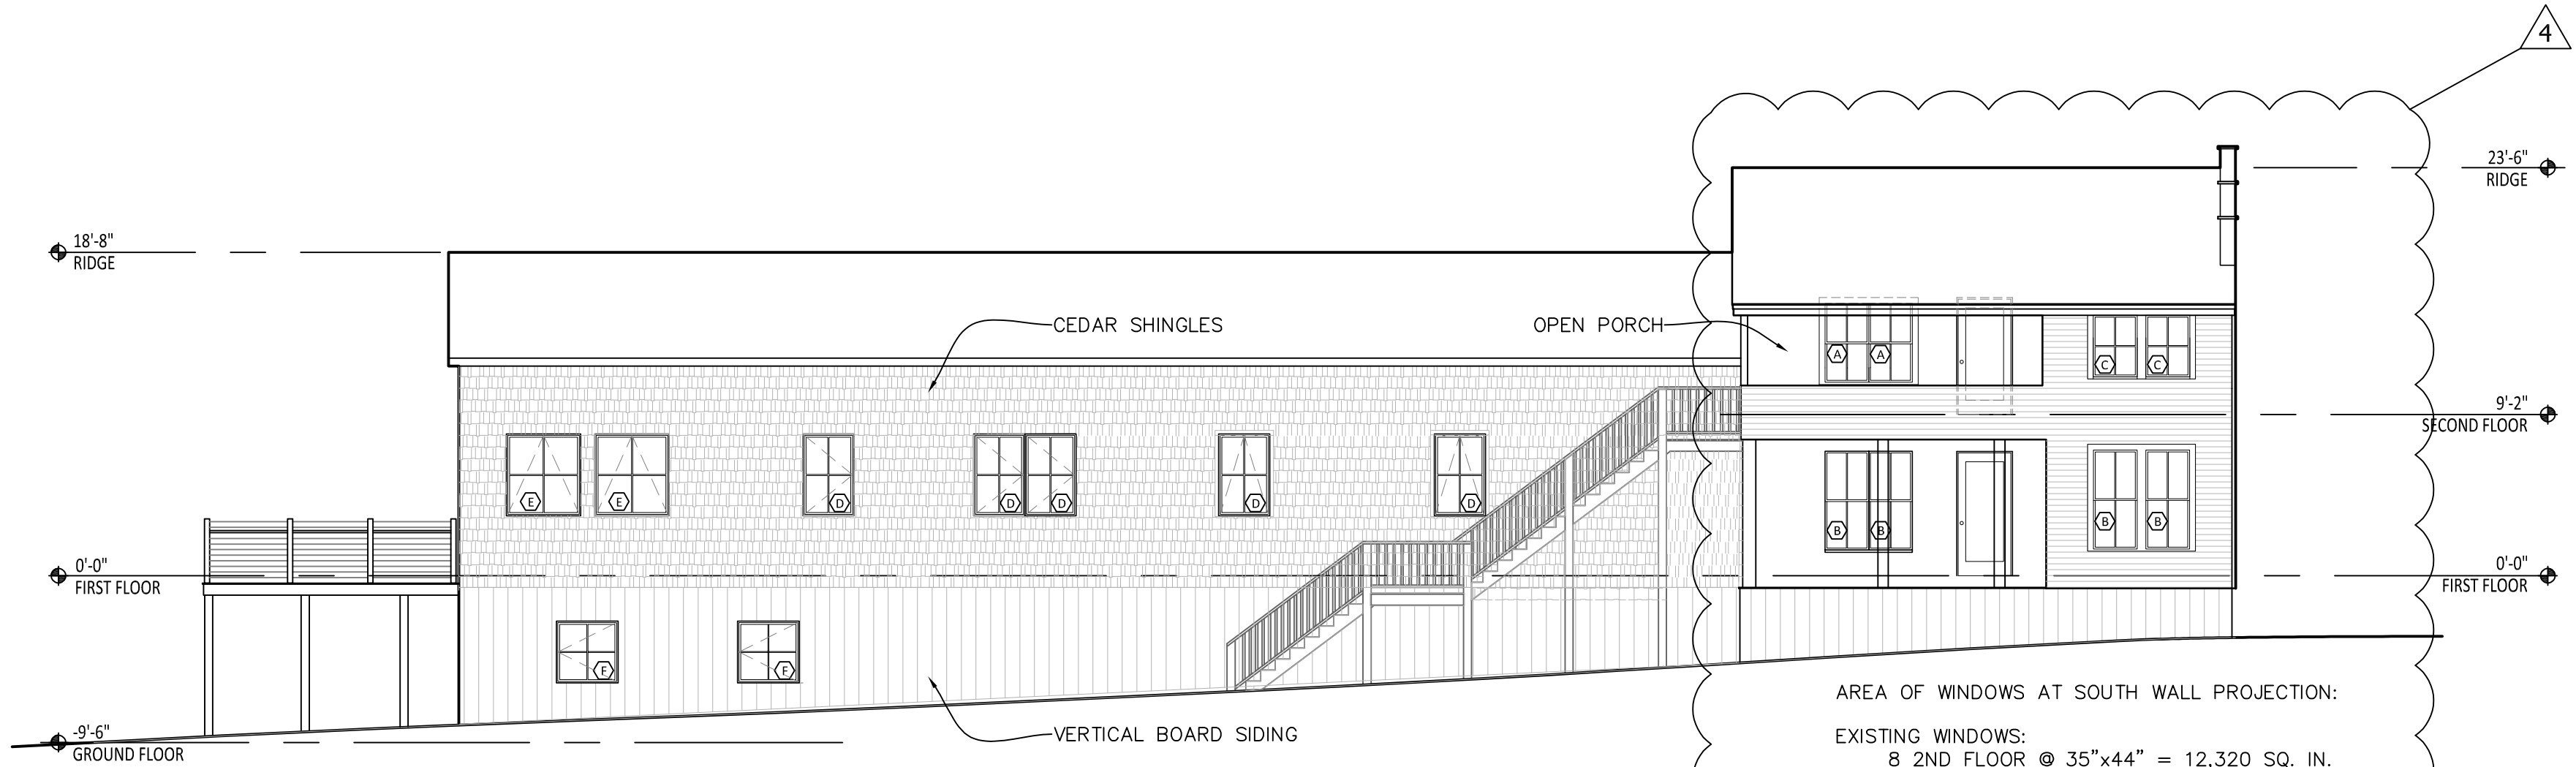 4
23'-6"
RIDGE
18'-8"
RIDGE
CEDAR SHINGLES
OPEN PORCH
A A
C C
9'-2"
SECOND FLOOR
E E D D D D D
B B B B
0'-0"
FIRST FLOOR
0'-0"
FIRST FLOOR
F F
AREA OF WINDOWS AT SOUTH WALL PROJECTION:
VERTICAL BOARD SIDING
EXISTING WINDOWS:
-9'-6"
GROUND FLOOR
8 2ND FLOOR @ 35"x44" = 12,320 SQ. IN.